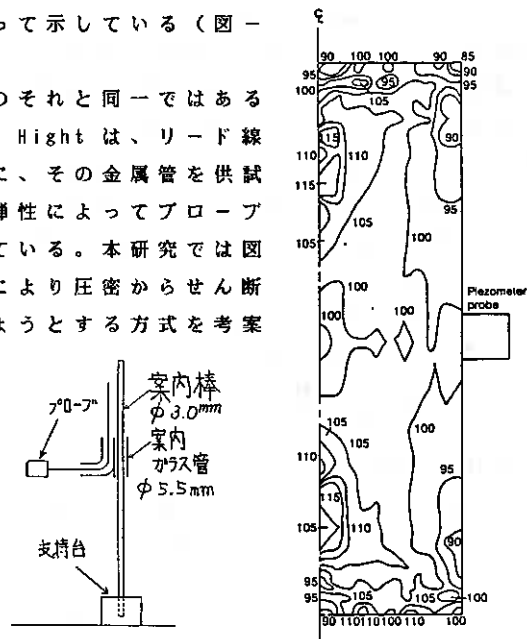 って示している(図-
のそれと同一ではある
Hightは、リード線
に、その金属管を供試
弾性によってプローブ
ている。本研究では図
により圧密からせん断
ようとする方式を考案
プローブ
案内棒
φ3.0mm
案内
ガラス管
φ5.5mm
支持台
℄
90 100 100 90 85
95 95 90
100 105 95
115 90
110 110
115 95
105 105 100
100 100 100
Piezometer
probe
100
105 105
110 95
115
105 110 90
95 105
95 100
90 110 110 100 110 100